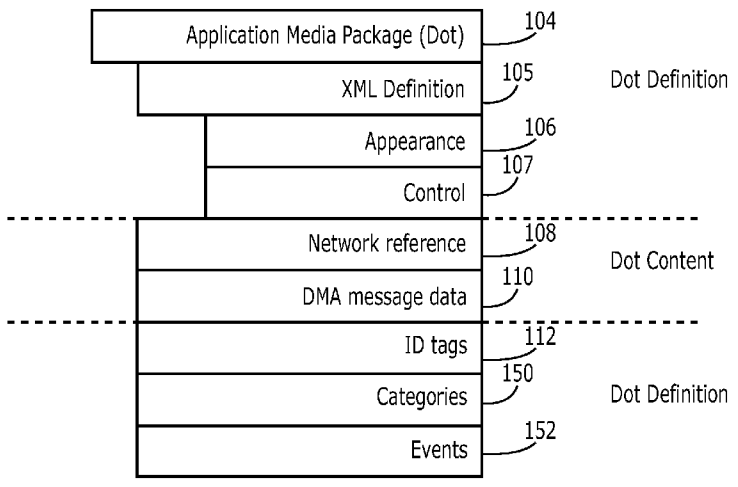 Application Media Package (Dot)
104
XML Definition
105
Dot Definition
Appearance
106
Control
107
Network reference
108
Dot Content
DMA message data
110
ID tags
112
Categories
150
Dot Definition
Events
152